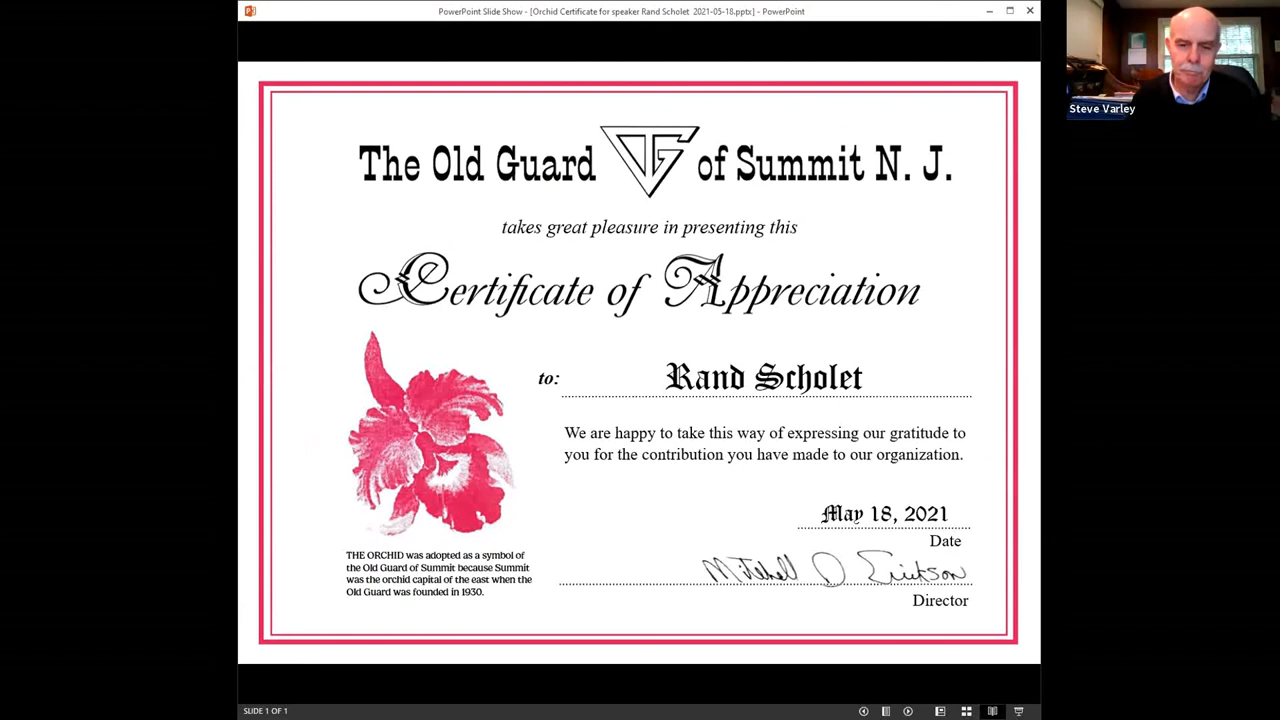 PowerPoint Slide Show - [Orchid Certificate for speaker Rand Scholet 2021-05-18.pptx] - PowerPoint
Steve Varley
The Old Guard of Summit N. J.
takes great pleasure in presenting this
Certificate of Appreciation
to: Rand Scholet
We are happy to take this way of expressing our gratitude to
you for the contribution you have made to our organization.
May 18, 2021
Date
Mitchell D Erickson
Director
THE ORCHID was adopted as a symbol of
the Old Guard of Summit because Summit
was the orchid capital of the east when the
Old Guard was founded in 1930.
SLIDE 1 OF 1